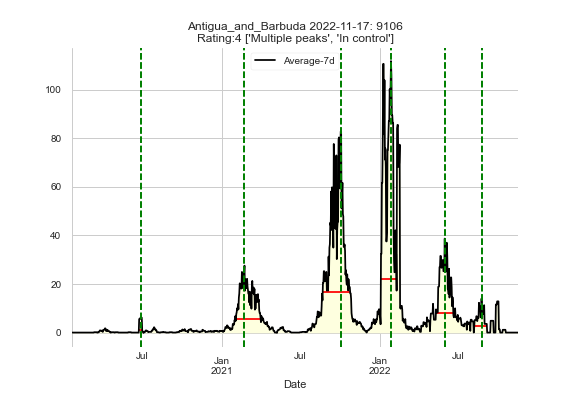 Antigua_and_Barbuda 2022-11-17: 9106
Rating:4 ['Multiple peaks', 'In control']
Average-7d
100
80
60
40
20
0
Jul
Jan
2021
Jul
Jan
2022
Jul
Date